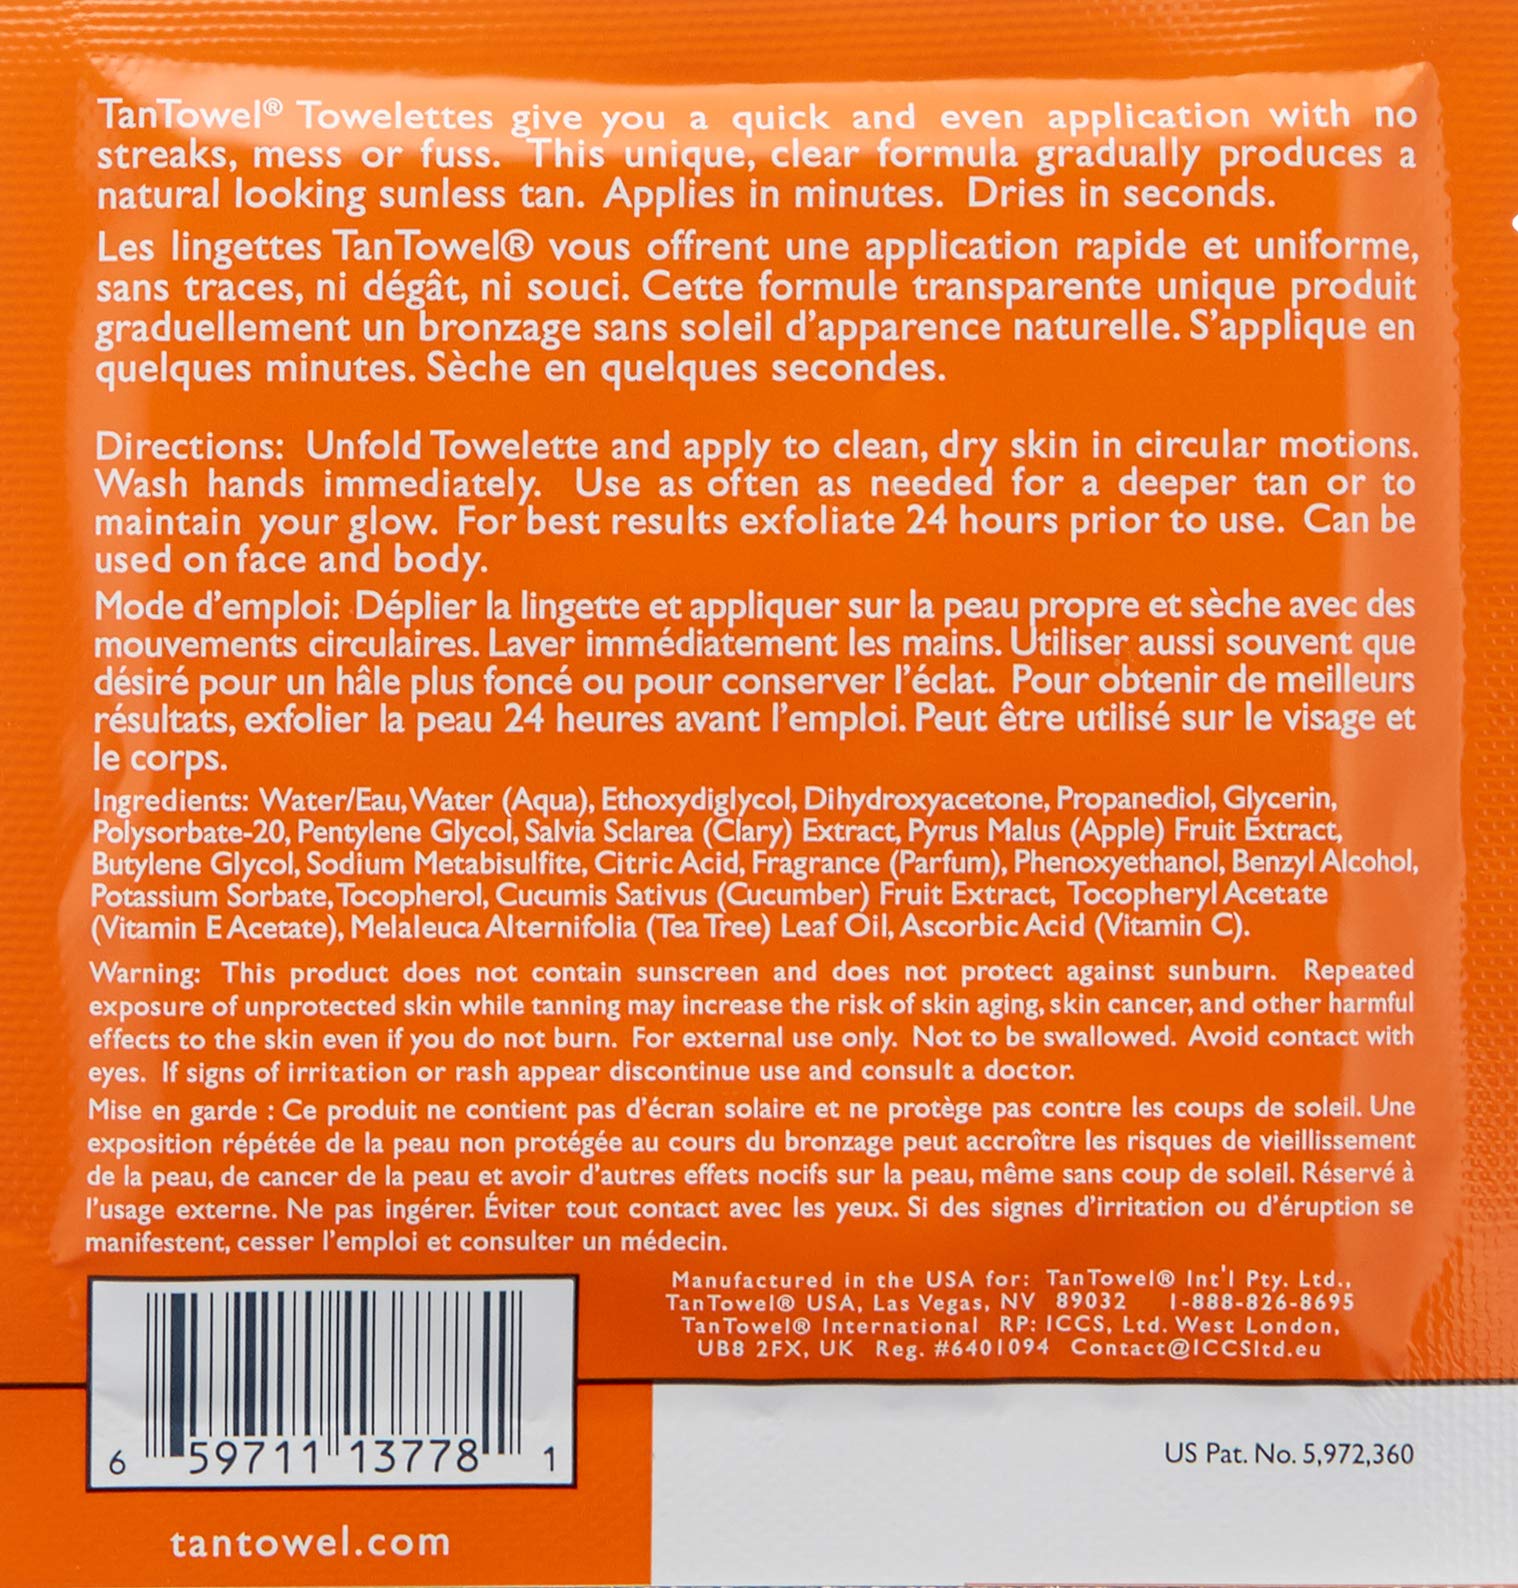 TanTowel® Towelettes give you a quick and even application with no
streaks, mess or fuss. This unique, clear formula gradually produces a
natural looking sunless tan. Applies in minutes. Dries in seconds.
Les lingettes TanTowel® vous offrent une application rapide et uniforme,
sans traces, ni dégât, ni souci. Cette formule transparente unique produit
graduellement un bronzage sans soleil d'apparence naturelle. S'applique en
quelques minutes. Sèche en quelques secondes.
Directions: Unfold Towelette and apply to clean, dry skin in circular motions.
Wash hands immediately. Use as often as needed for a deeper tan or to
maintain your glow. For best results exfoliate 24 hours prior to use. Can be
used on face and body.
Mode d'emploi: Déplier la lingette et appliquer sur la peau propre et sèche avec des
mouvements circulaires. Laver immédiatement les mains. Utiliser aussi souvent que
désiré pour un hâle plus foncé ou pour conserver l'éclat. Pour obtenir de meilleurs
résultats, exfolier la peau 24 heures avant l'emploi. Peut être utilisé sur le visage et
le corps.
Ingredients: Water/Eau, Water (Aqua), Ethoxydiglycol, Dihydroxyacetone, Propanediol, Glycerin,
Polysorbate-20, Pentylene Glycol, Salvia Sclarea (Clary) Extract, Pyrus Malus (Apple) Fruit Extract,
Butylene Glycol, Sodium Metabisulfite, Citric Acid, Fragrance (Parfum), Phenoxyethanol, Benzyl Alcohol,
Potassium Sorbate, Tocopherol, Cucumis Sativus (Cucumber) Fruit Extract, Tocopheryl Acetate
(Vitamin E Acetate), Melaleuca Alternifolia (Tea Tree) Leaf Oil, Ascorbic Acid (Vitamin C).
Warning: This product does not contain sunscreen and does not protect against sunburn. Repeated
exposure of unprotected skin while tanning may increase the risk of skin aging, skin cancer, and other harmful
effects to the skin even if you do not burn. For external use only. Not to be swallowed. Avoid contact with
eyes. If signs of irritation or rash appear discontinue use and consult a doctor.
Mise en garde : Ce produit ne contient pas d'écran solaire et ne protège pas contre les coups de soleil. Une
exposition répétée de la peau non protégée au cours du bronzage peut accroître les risques de vieillissement
de la peau, de cancer de la peau et avoir d'autres effets nocifs sur la peau, même sans coup de soleil. Réservé à
l'usage externe. Ne pas ingérer. Éviter tout contact avec les yeux. Si des signes d'irritation ou d'éruption se
manifestent, cesser l'emploi et consulter un médecin.
Manufactured in the USA for: TanTowel® Int'l Pty. Ltd.,
TanTowel® USA, Las Vegas, NV 89032 1-888-826-8695
TanTowel® International RP: ICCS, Ltd. West London,
UB8 2FX, UK Reg. #6401094 Contact@ICCSltd.eu
6 59711 13778 1
US Pat. No. 5,972,360
tantowel.com